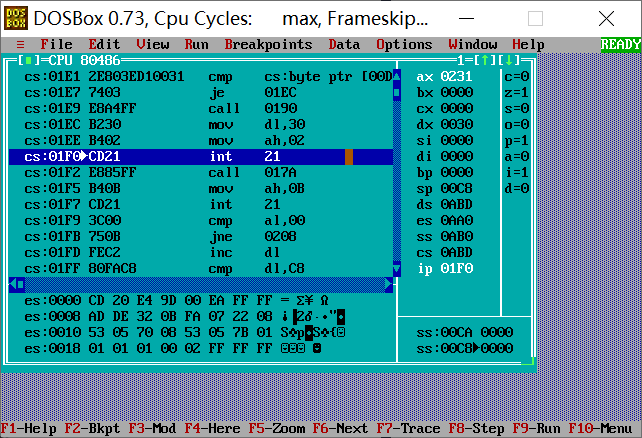 DOSBox 0.73, Cpu Cycles: max, Frameskip...
≡ File Edit View Run Breakpoints Data Options Window Help READY
[■]=CPU 80486 1=[↑][↓]
cs:01E1 2E803ED10031 cmp cs:byte ptr [00D ax 0231 c=0
cs:01E7 7403 je 01EC bx 0000 z=1
cs:01E9 E8A4FF call 0190 cx 0000 s=0
cs:01EC B230 mov dl,30 dx 0030 o=0
cs:01EE B402 mov ah,02 si 0000 p=1
cs:01F0►CD21 int 21 di 0000 a=0
cs:01F2 E885FF call 017A bp 0000 i=1
cs:01F5 B40B mov ah,0B sp 00C8 d=0
cs:01F7 CD21 int 21 ds 0ABD
cs:01F9 3C00 cmp al,00 es 0AA0
cs:01FB 750B jne 0208 ss 0AB0
cs:01FD FEC2 inc dl cs 0ABD
cs:01FF 80FAC8 cmp dl,C8 ip 01F0
es:0000 CD 20 E4 9D 00 EA FF FF = Σ¥ Ω
es:0008 AD DE 32 0B FA 07 22 08
es:0010 53 05 70 08 53 05 7B 01 S♣p◘S♣{☺ ss:00CA 0000
es:0018 01 01 01 00 02 FF FF FF ☺☺☺ ☻ ss:00C8►0000
F1-Help F2-Bkpt F3-Mod F4-Here F5-Zoom F6-Next F7-Trace F8-Step F9-Run F10-Menu